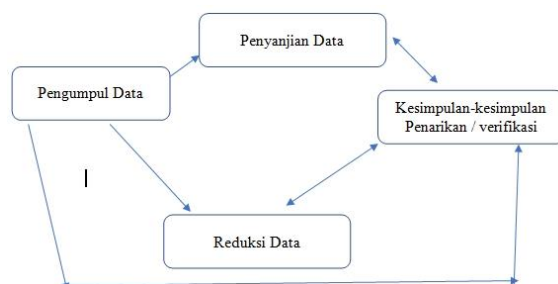 Penyanjian Data
Pengumpul Data
Kesimpulan-kesimpulan
Penarikan / verifikasi
Reduksi Data